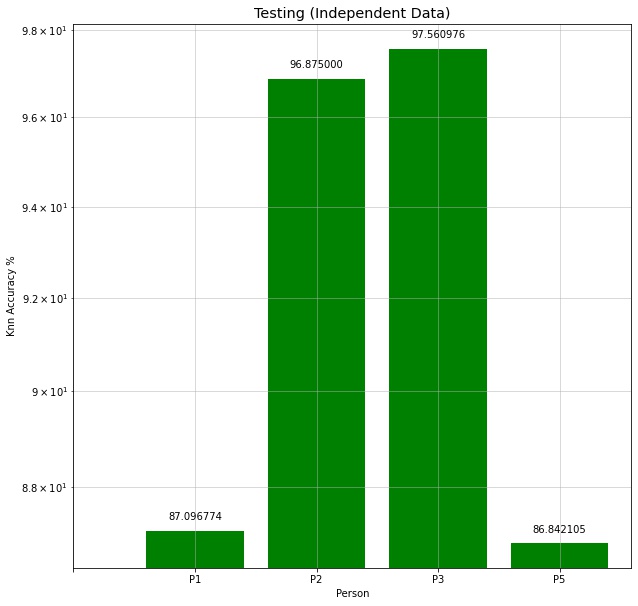 Testing (Independent Data)
9.8 × 10¹
97.560976
96.875000
9.6 × 10¹
9.4 × 10¹
9.2 × 10¹
Knn Accuracy %
9 × 10¹
8.8 × 10¹
87.096774
86.842105
P1 P2 P3 P5
Person